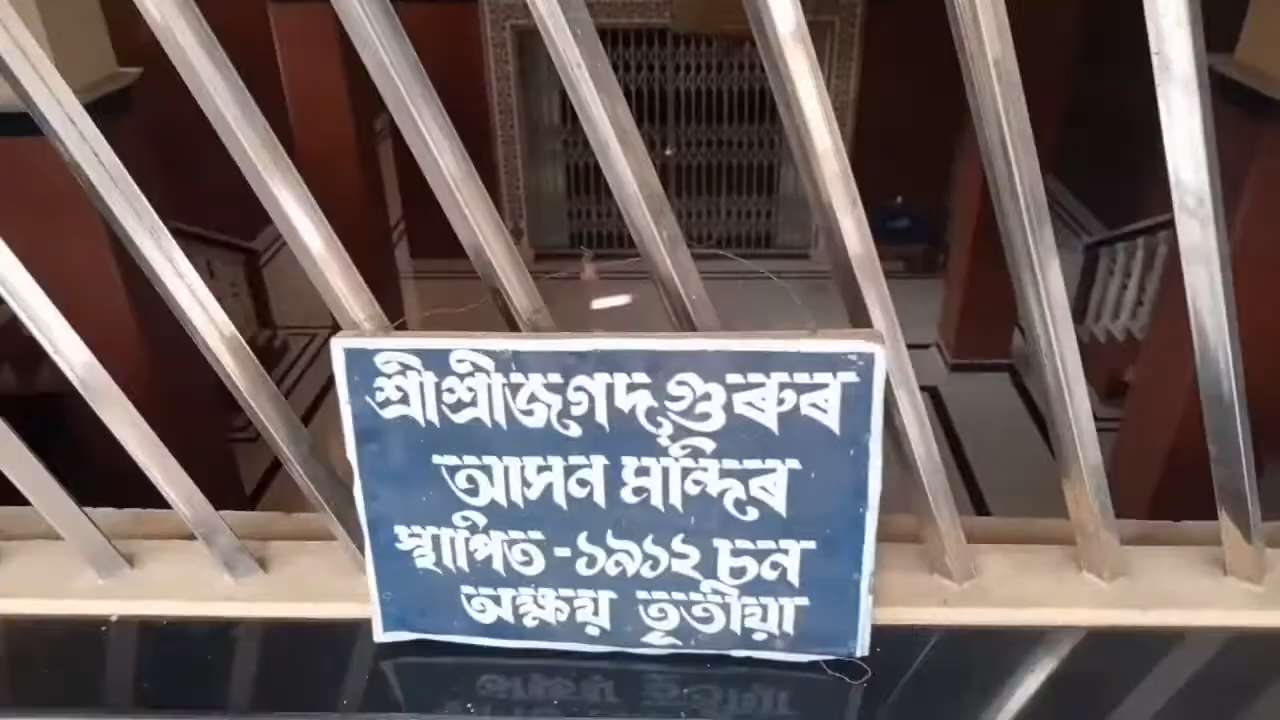 শ্ৰীশ্ৰীজগদ্গুৰুৰ
আসন মন্দিৰ
স্থাপিত-১৯১২ চন
অক্ষয় তৃতীয়া